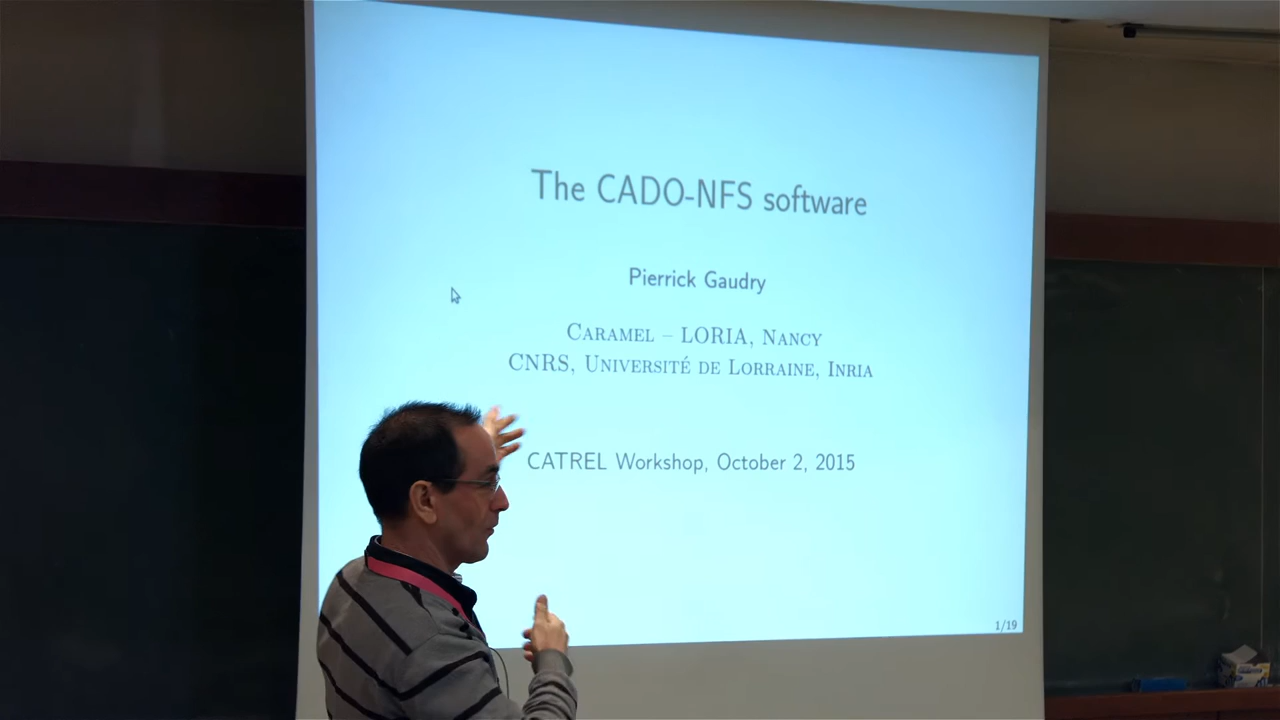 The CADO-NFS software
Pierrick Gaudry
CARAMEL – LORIA, NANCY
CNRS, UNIVERSITÉ DE LORRAINE, INRIA
CATREL Workshop, October 2, 2015
1/19